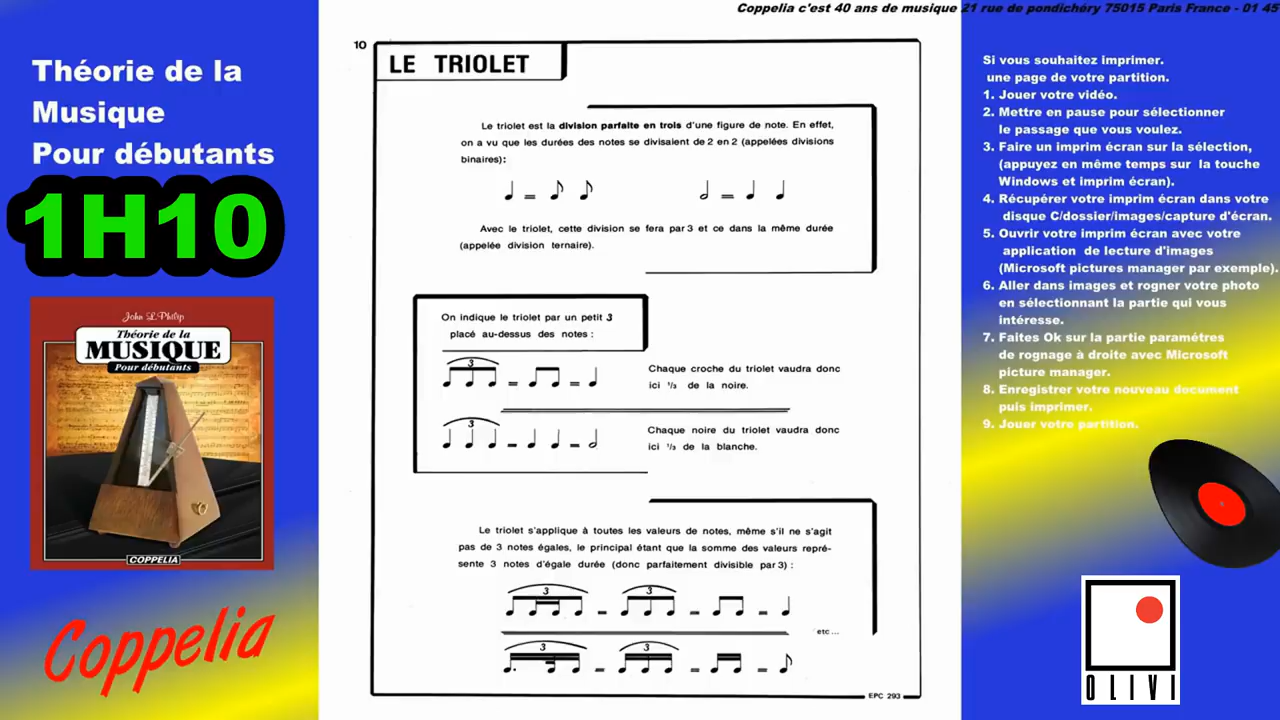 Coppelia c'est 40 ans de musique 21 rue de pondichéry 75015 Paris France - 01 45
Théorie de la
Musique
Pour débutants
1H10
John L. Philip
Théorie de la
MUSIQUE
Pour débutants
COPPELIA
Coppelia
10
LE TRIOLET
Le triolet est la division parfaite en trois d'une figure de note. En effet,
on a vu que les durées des notes se divisaient de 2 en 2 (appelées divisions
binaires):
Avec le triolet, cette division se fera par 3 et ce dans la même durée
(appelée division ternaire).
On indique le triolet par un petit 3
placé au-dessus des notes :
3
Chaque croche du triolet vaudra donc
ici 1/3 de la noire.
3
Chaque noire du triolet vaudra donc
ici 1/3 de la blanche.
Le triolet s'applique à toutes les valeurs de notes, même s'il ne s'agit
pas de 3 notes égales, le principal étant que la somme des valeurs repré-
sente 3 notes d'égale durée (donc parfaitement divisible par 3) :
3 3
etc...
3 3
EPC 293
Si vous souhaitez imprimer.
une page de votre partition.
1. Jouer votre vidéo.
2. Mettre en pause pour sélectionner
le passage que vous voulez.
3. Faire un imprim écran sur la sélection,
(appuyez en même temps sur la touche
Windows et imprim écran).
4. Récupérer votre imprim écran dans votre
disque C/dossier/images/capture d'écran.
5. Ouvrir votre imprim écran avec votre
application de lecture d'images
(Microsoft pictures manager par exemple).
6. Aller dans images et rogner votre photo
en sélectionnant la partie qui vous
intéresse.
7. Faites Ok sur la partie paramétres
de rognage à droite avec Microsoft
picture manager.
8. Enregistrer votre nouveau document
puis imprimer.
9. Jouer votre partition.
OLIVI